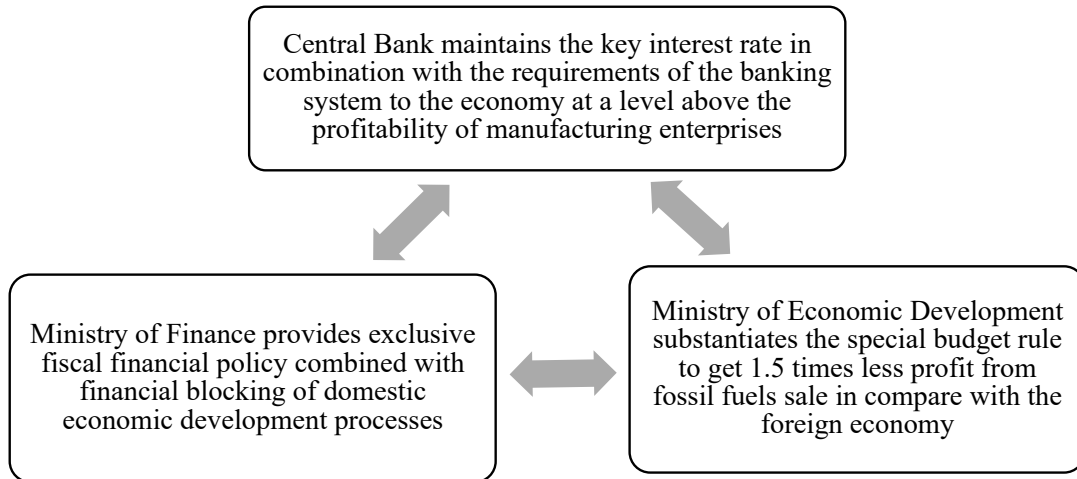 Central Bank maintains the key interest rate in
combination with the requirements of the banking
system to the economy at a level above the
profitability of manufacturing enterprises
Ministry of Finance provides exclusive
fiscal financial policy combined with
financial blocking of domestic
economic development processes
Ministry of Economic Development
substantiates the special budget rule
to get 1.5 times less profit from
fossil fuels sale in compare with the
foreign economy